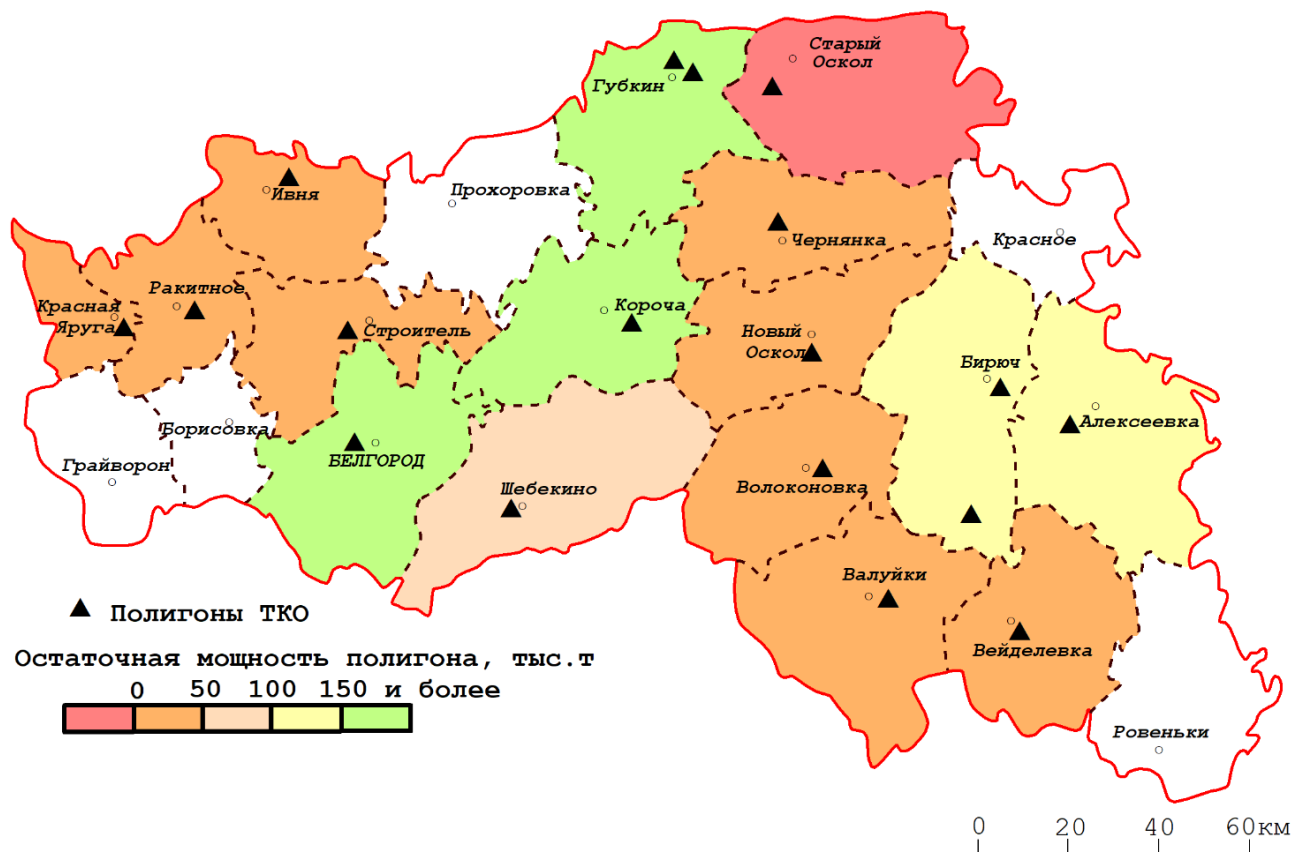 Старый
Оскол
Губкин
Ивня
Прохоровка
Чернянка
Красное
Ракитное
Красная
Яруга
Строитель
Короча
Новый
Оскол
Бирюч
Алексеевка
Борисовка
Грайворон
БЕЛГОРОД
Шебекино
Волоконовка
Валуйки
Вейделевка
Ровеньки
Полигоны ТКО
Остаточная мощность полигона, тыс.т
0 50 100 150 и более
0 20 40 60км